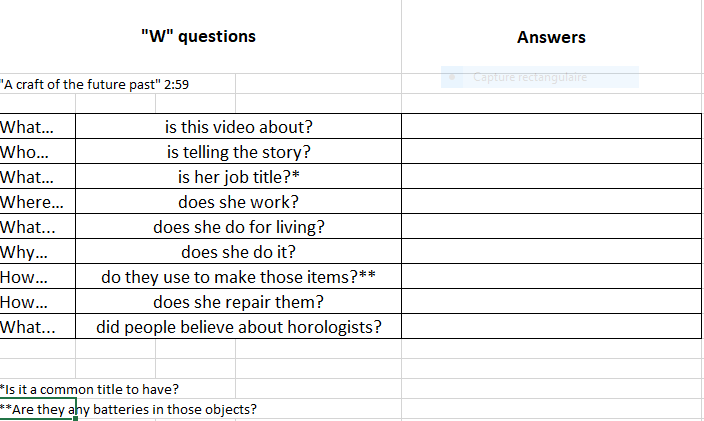 "W" questions Answers
"A craft of the future past" 2:59
Capture rectangulaire
What... is this video about?
Who... is telling the story?
What... is her job title?*
Where... does she work?
What... does she do for living?
Why... does she do it?
How... do they use to make those items?**
How... does she repair them?
What... did people believe about horologists?
*Is it a common title to have?
**Are they any batteries in those objects?